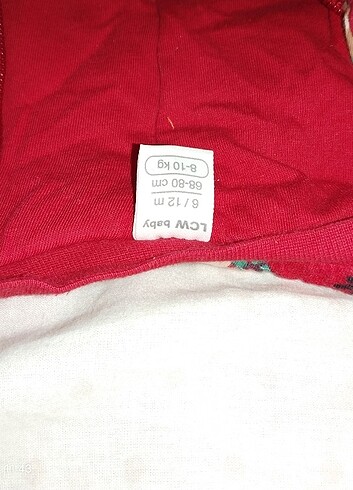 LCW baby
6 / 12 m
68-80 cm
8-10 kg